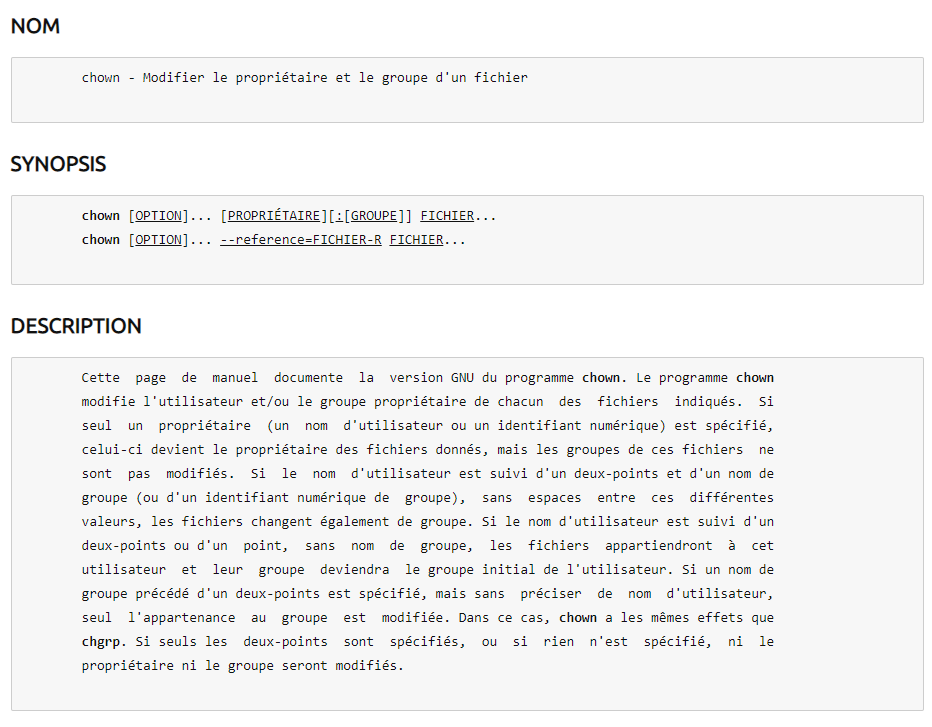 NOM
chown - Modifier le propriétaire et le groupe d'un fichier
SYNOPSIS
chown [OPTION]... [PROPRIÉTAIRE][:[GROUPE]] FICHIER...
chown [OPTION]... --reference=FICHIER-R FICHIER...
DESCRIPTION
Cette page de manuel documente la version GNU du programme chown. Le programme chown
modifie l'utilisateur et/ou le groupe propriétaire de chacun des fichiers indiqués. Si
seul un propriétaire (un nom d'utilisateur ou un identifiant numérique) est spécifié,
celui-ci devient le propriétaire des fichiers donnés, mais les groupes de ces fichiers ne
sont pas modifiés. Si le nom d'utilisateur est suivi d'un deux-points et d'un nom de
groupe (ou d'un identifiant numérique de groupe), sans espaces entre ces différentes
valeurs, les fichiers changent également de groupe. Si le nom d'utilisateur est suivi d'un
deux-points ou d'un point, sans nom de groupe, les fichiers appartiendront à cet
utilisateur et leur groupe deviendra le groupe initial de l'utilisateur. Si un nom de
groupe précédé d'un deux-points est spécifié, mais sans préciser de nom d'utilisateur,
seul l'appartenance au groupe est modifiée. Dans ce cas, chown a les mêmes effets que
chgrp. Si seuls les deux-points sont spécifiés, ou si rien n'est spécifié, ni le
propriétaire ni le groupe seront modifiés.